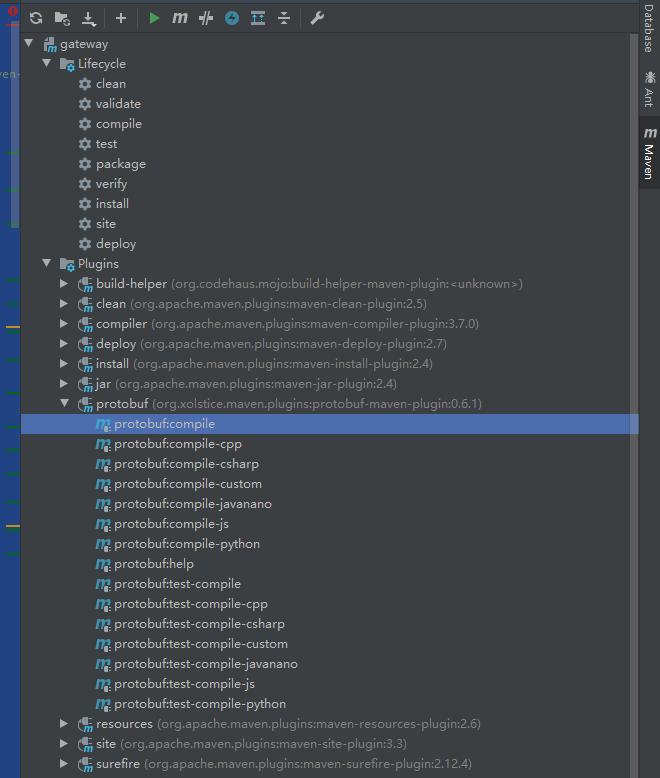 gateway
Lifecycle
clean
validate
compile
test
package
verify
install
site
deploy
Plugins
build-helper (org.codehaus.mojo:build-helper-maven-plugin:<unknown>)
clean (org.apache.maven.plugins:maven-clean-plugin:2.5)
compiler (org.apache.maven.plugins:maven-compiler-plugin:3.7.0)
deploy (org.apache.maven.plugins:maven-deploy-plugin:2.7)
install (org.apache.maven.plugins:maven-install-plugin:2.4)
jar (org.apache.maven.plugins:maven-jar-plugin:2.4)
protobuf (org.xolstice.maven.plugins:protobuf-maven-plugin:0.6.1)
protobuf:compile
protobuf:compile-cpp
protobuf:compile-csharp
protobuf:compile-custom
protobuf:compile-javanano
protobuf:compile-js
protobuf:compile-python
protobuf:help
protobuf:test-compile
protobuf:test-compile-cpp
protobuf:test-compile-csharp
protobuf:test-compile-custom
protobuf:test-compile-javanano
protobuf:test-compile-js
protobuf:test-compile-python
resources (org.apache.maven.plugins:maven-resources-plugin:2.6)
site (org.apache.maven.plugins:maven-site-plugin:3.3)
surefire (org.apache.maven.plugins:maven-surefire-plugin:2.12.4)
Database
Ant
Maven